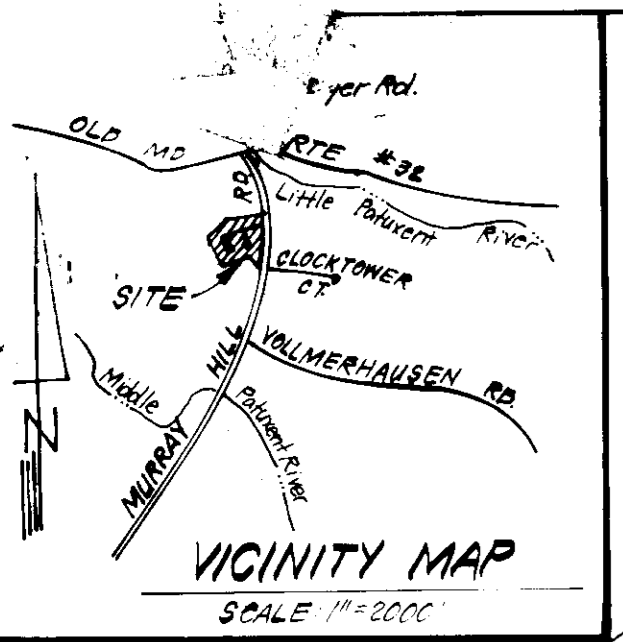 yer Rd.
OLD MD RTE #32
RD
Little Patuxent River
CLOCKTOWER
CT.
SITE
VOLLMERHAUSEN RD.
HILL
Middle Patuxent River
MURRAY
N
VICINITY MAP
SCALE: 1"=2000'